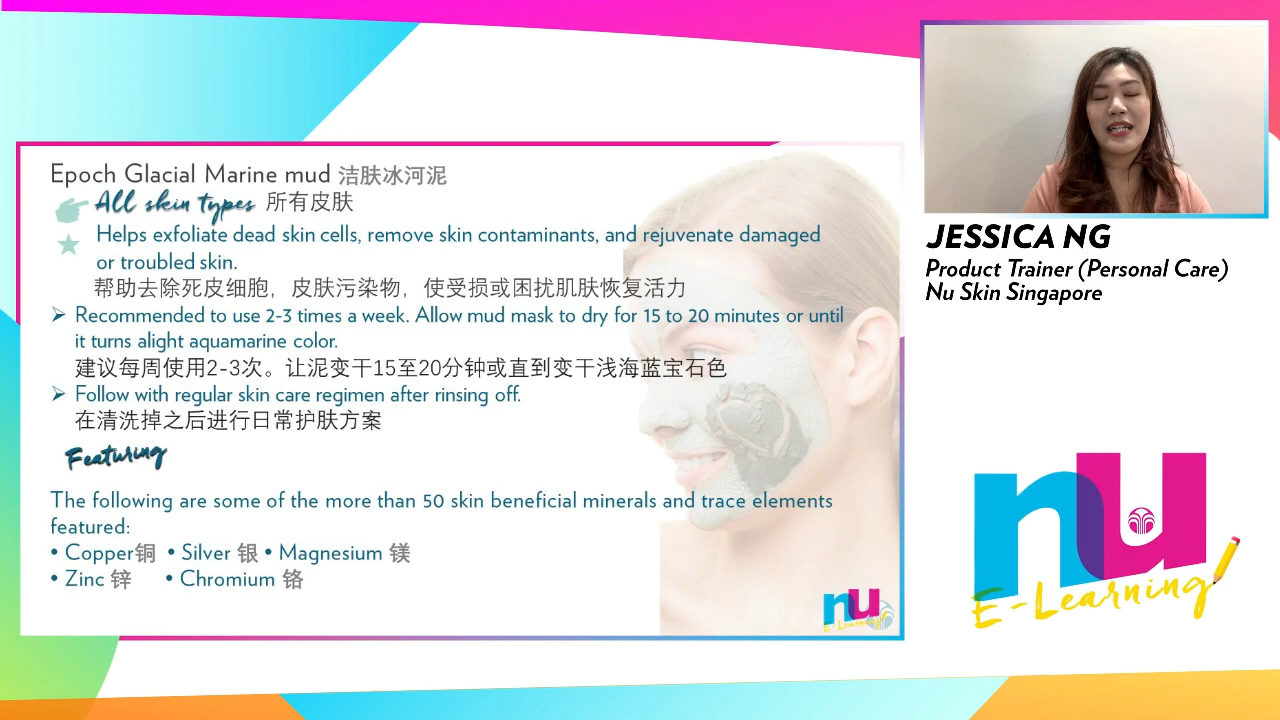 Epoch Glacial Marine mud 洁肤冰河泥
All skin types 所有皮肤
Helps exfoliate dead skin cells, remove skin contaminants, and rejuvenate damaged
or troubled skin.
帮助去除死皮细胞，皮肤污染物，使受损或困扰肌肤恢复活力
Recommended to use 2-3 times a week. Allow mud mask to dry for 15 to 20 minutes or until
it turns alight aquamarine color.
建议每周使用2-3次。让泥变干15至20分钟或直到变干浅海蓝宝石色
Follow with regular skin care regimen after rinsing off.
在清洗掉之后进行日常护肤方案
Featuring
The following are some of the more than 50 skin beneficial minerals and trace elements
featured:
• Copper铜 • Silver 银 • Magnesium 镁
• Zinc 锌 • Chromium 铬
nu
E-Learning
JESSICA NG
Product Trainer (Personal Care)
Nu Skin Singapore
nu
E-Learning